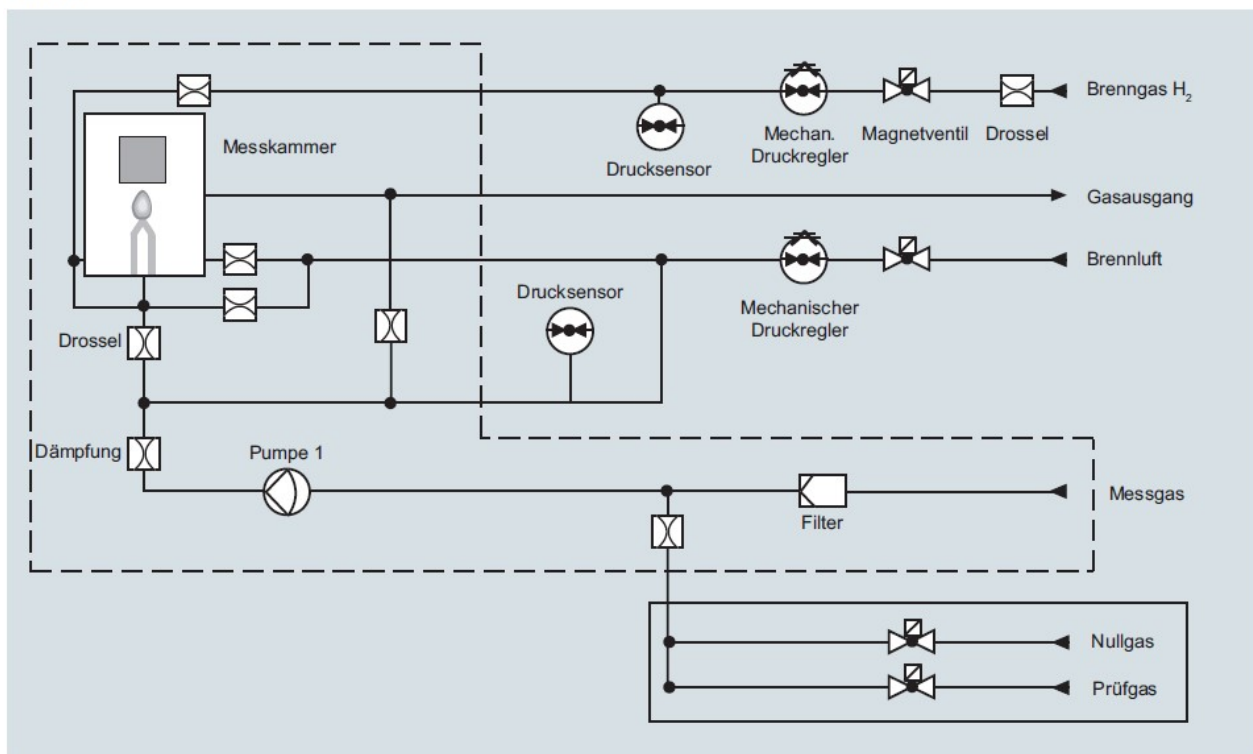 Brenngas H2
Messkammer
Mechan.
Druckregler
Magnetventil
Drossel
Drucksensor
Gasausgang
Brennluft
Drucksensor
Mechanischer
Druckregler
Drossel
Dämpfung
Pumpe 1
Messgas
Filter
Nullgas
Prüfgas